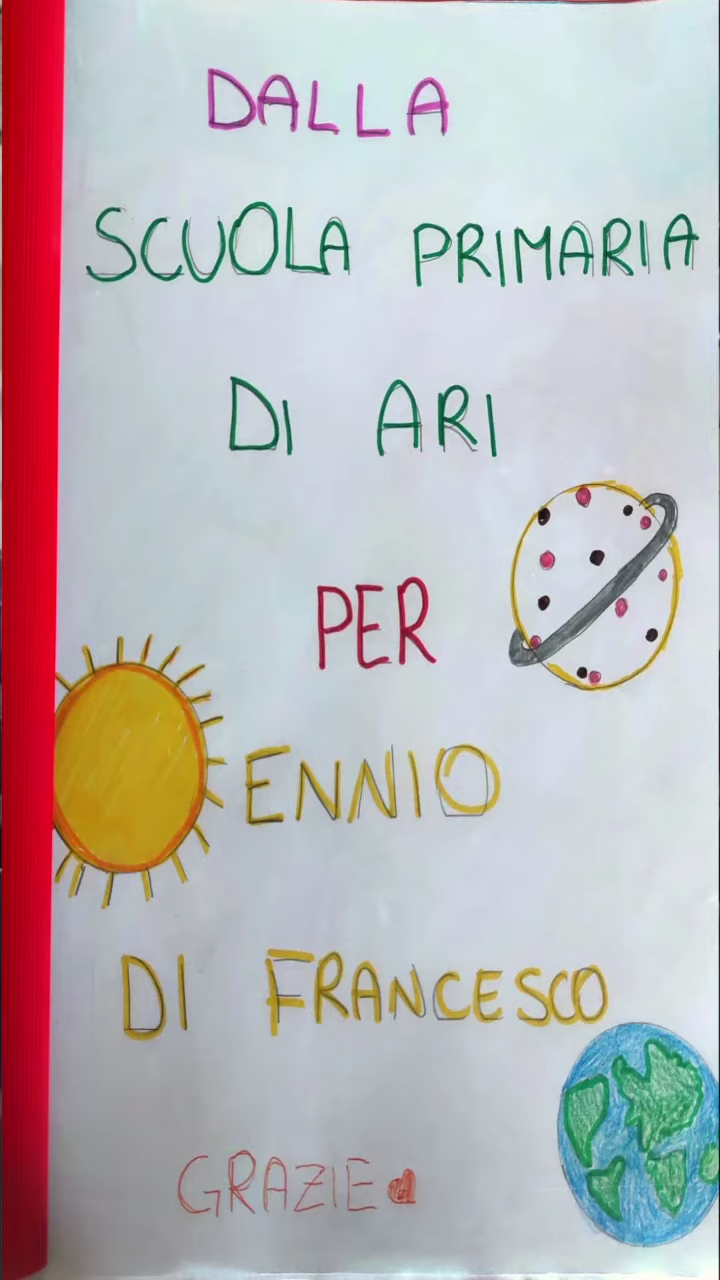 DALLA
SCUOLA PRIMARIA
DI ARI
PER
ENNIO
DI FRANCESCO
GRAZIE